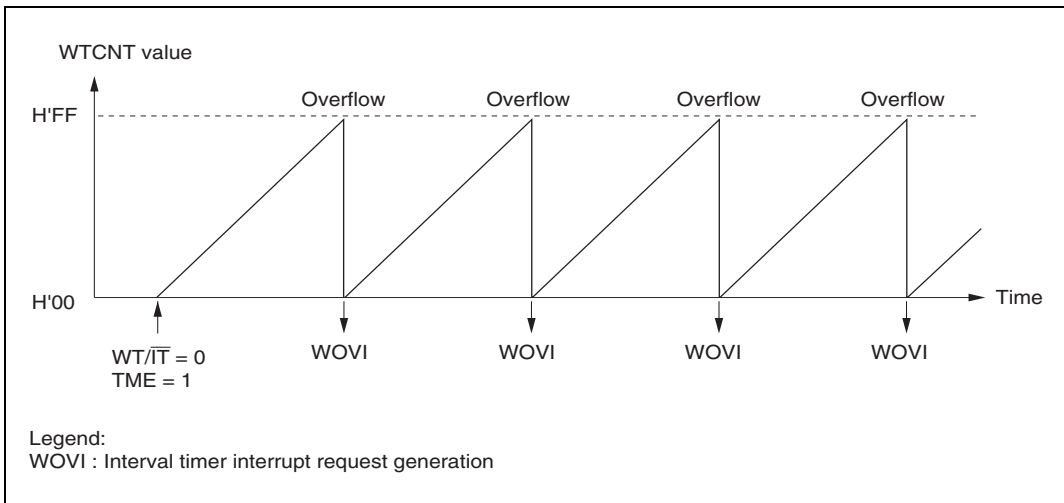 WTCNT value
Overflow Overflow Overflow Overflow
H'FF
H'00
Time
WT/I̅T̅ = 0
TME = 1
WOVI WOVI WOVI WOVI
Legend:
WOVI : Interval timer interrupt request generation